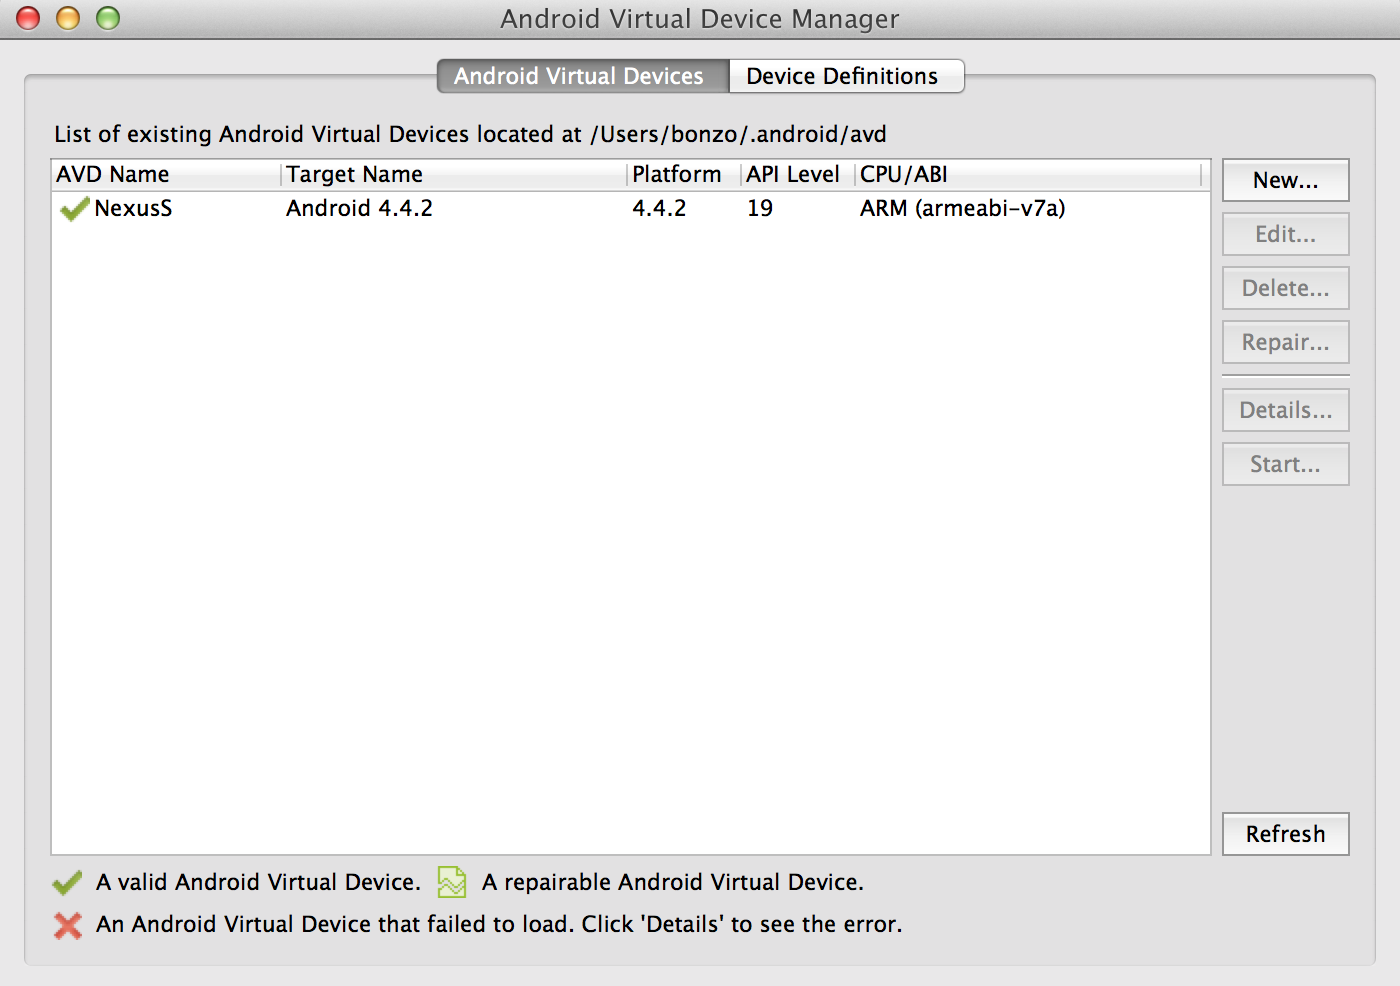 Android Virtual Device Manager
Android Virtual Devices Device Definitions
List of existing Android Virtual Devices located at /Users/bonzo/.android/avd
AVD Name Target Name Platform API Level CPU/ABI
NexusS Android 4.4.2 4.4.2 19 ARM (armeabi-v7a)
New...
Edit...
Delete...
Repair...
Details...
Start...
Refresh
A valid Android Virtual Device. A repairable Android Virtual Device.
An Android Virtual Device that failed to load. Click 'Details' to see the error.